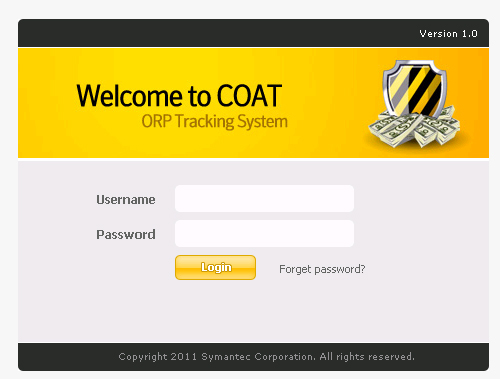 Version 1.0
Welcome to COAT
ORP Tracking System
Username
Password
Login Forget password?
Copyright 2011 Symantec Corporation. All rights reserved.